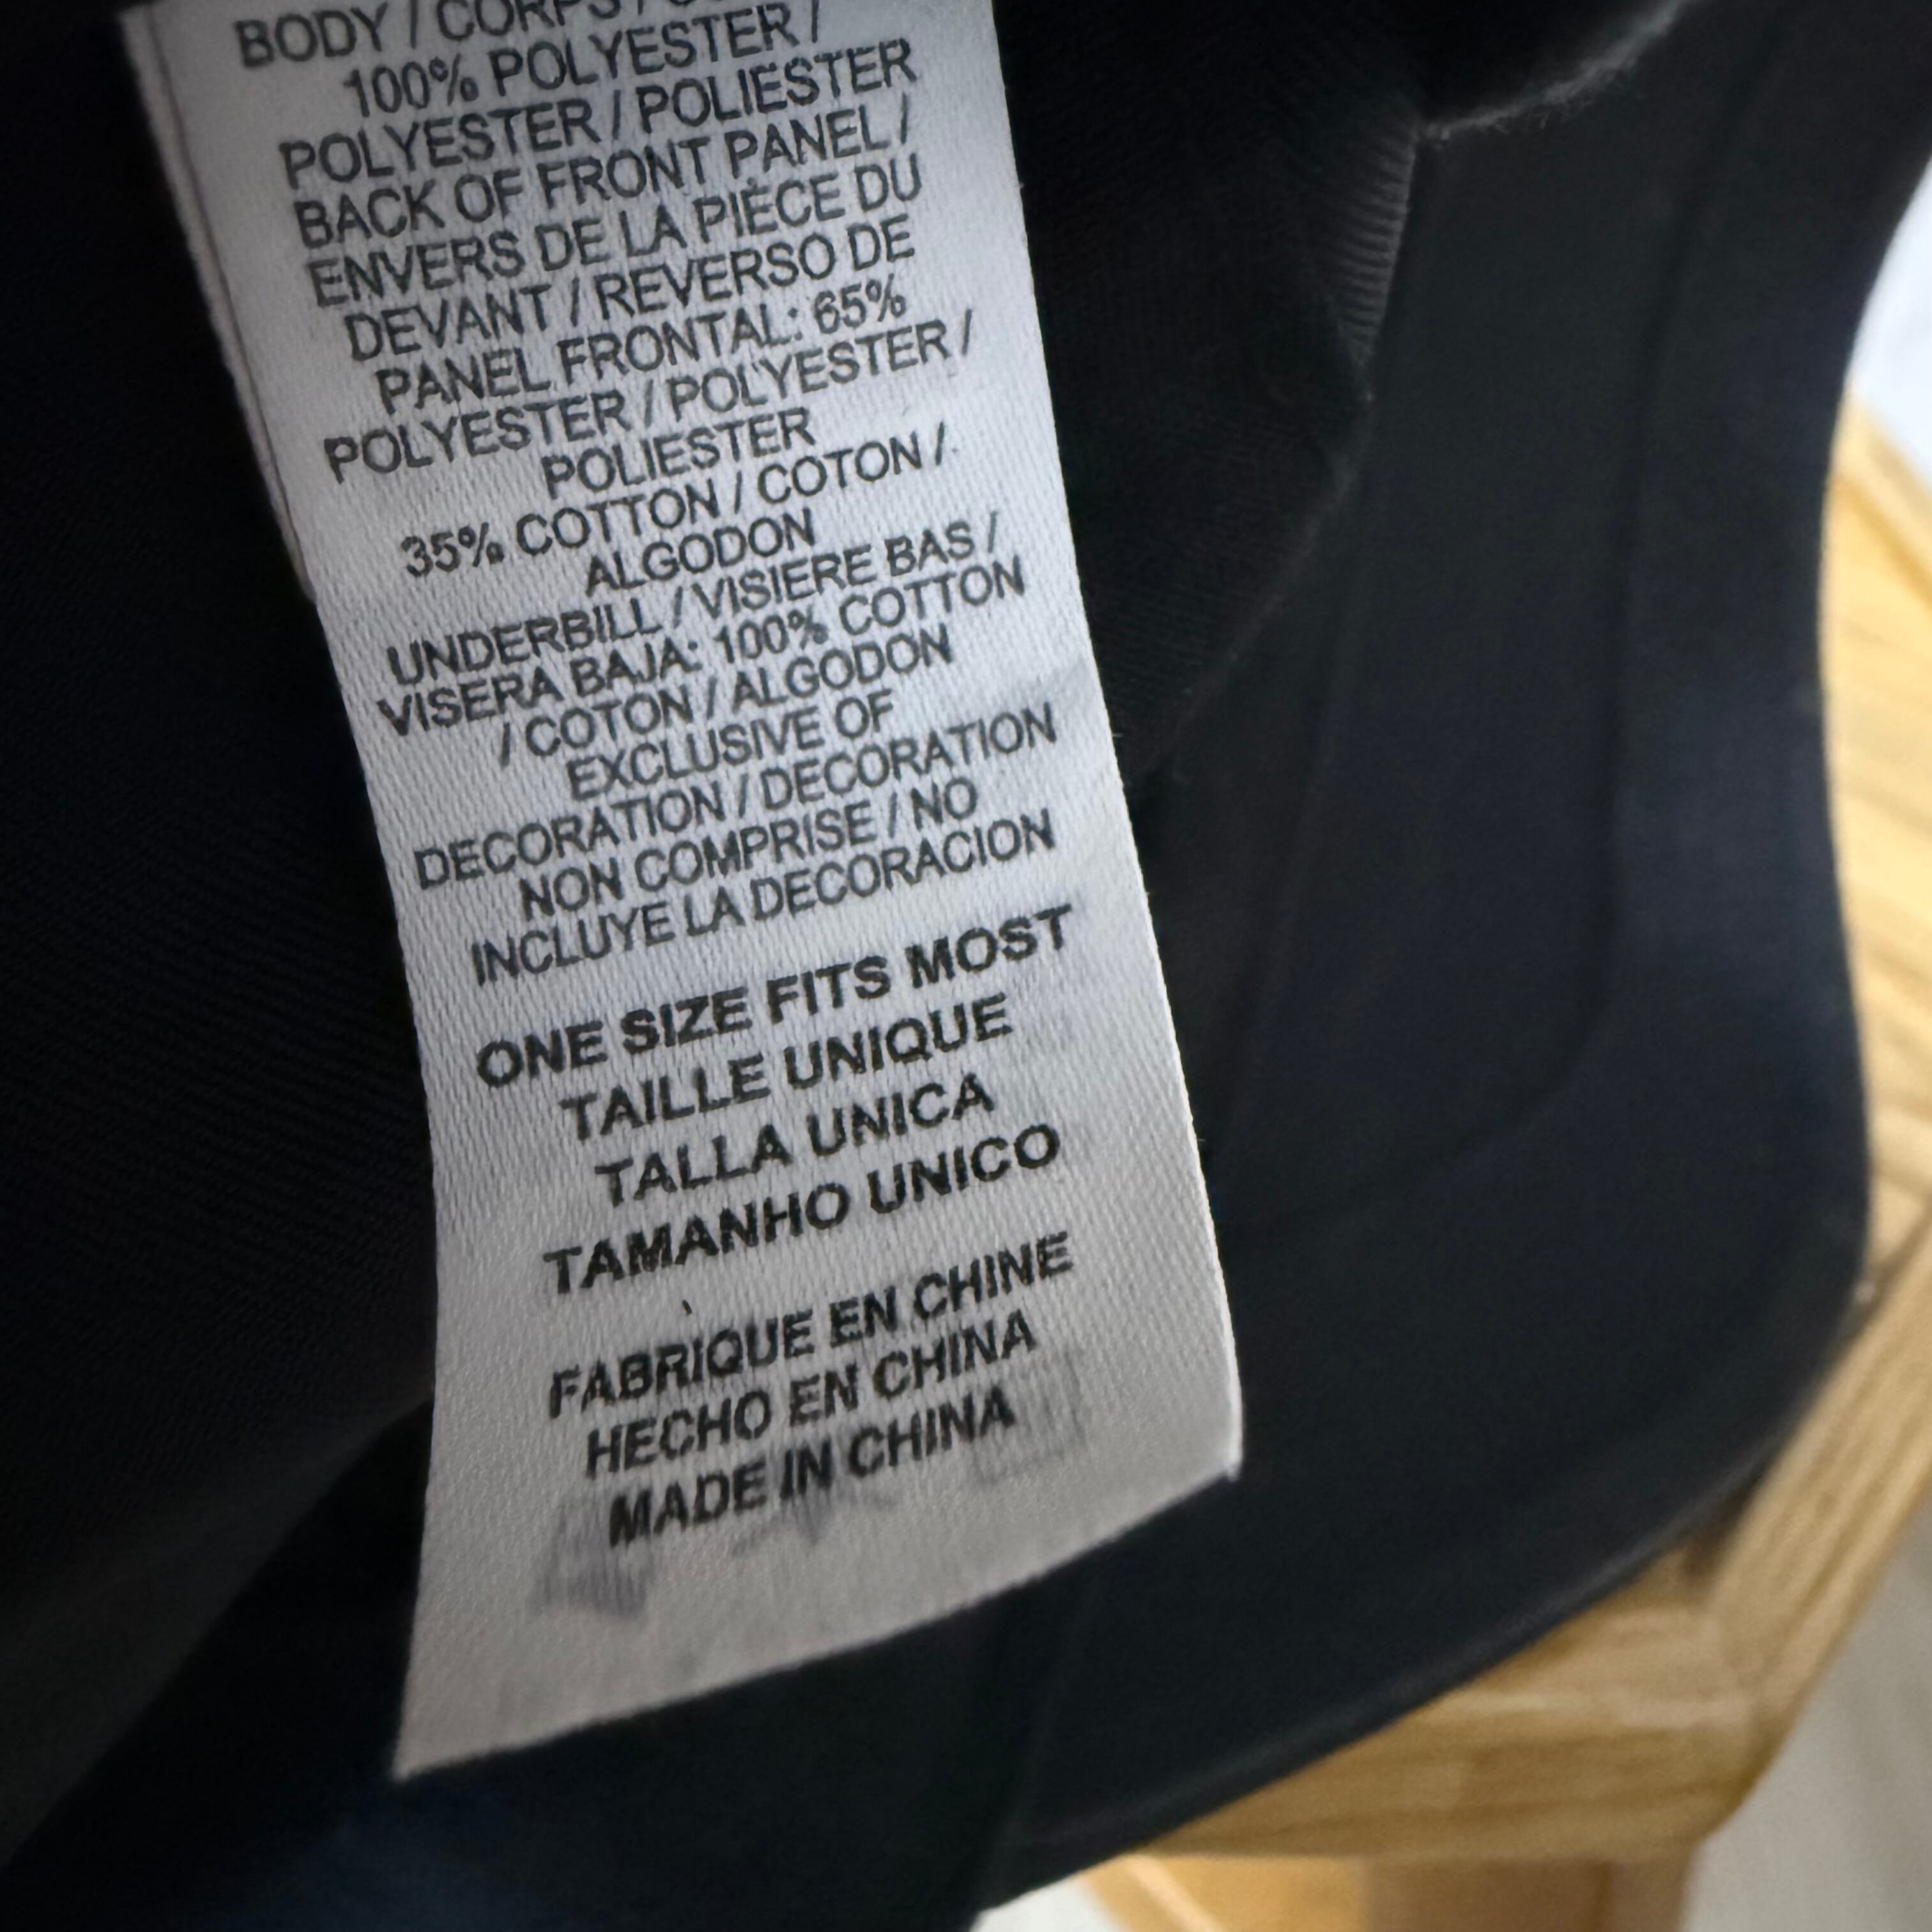 BODY / CORPS /
100% POLYESTER /
POLYESTER / POLIESTER
BACK OF FRONT PANEL /
ENVERS DE LA PIÈCE DU
DEVANT / REVERSO DE
PANEL FRONTAL: 65%
POLYESTER / POLYESTER /
POLIESTER
35% COTTON / COTON /
ALGODON
UNDERBILL / VISIERE BAS /
VISERA BAJA: 100% COTTON
/ COTON / ALGODON
EXCLUSIVE OF
DECORATION / DECORATION
NON COMPRISE / NO
INCLUYE LA DECORACION
ONE SIZE FITS MOST
TAILLE UNIQUE
TALLA UNICA
TAMANHO UNICO
FABRIQUE EN CHINE
HECHO EN CHINA
MADE IN CHINA